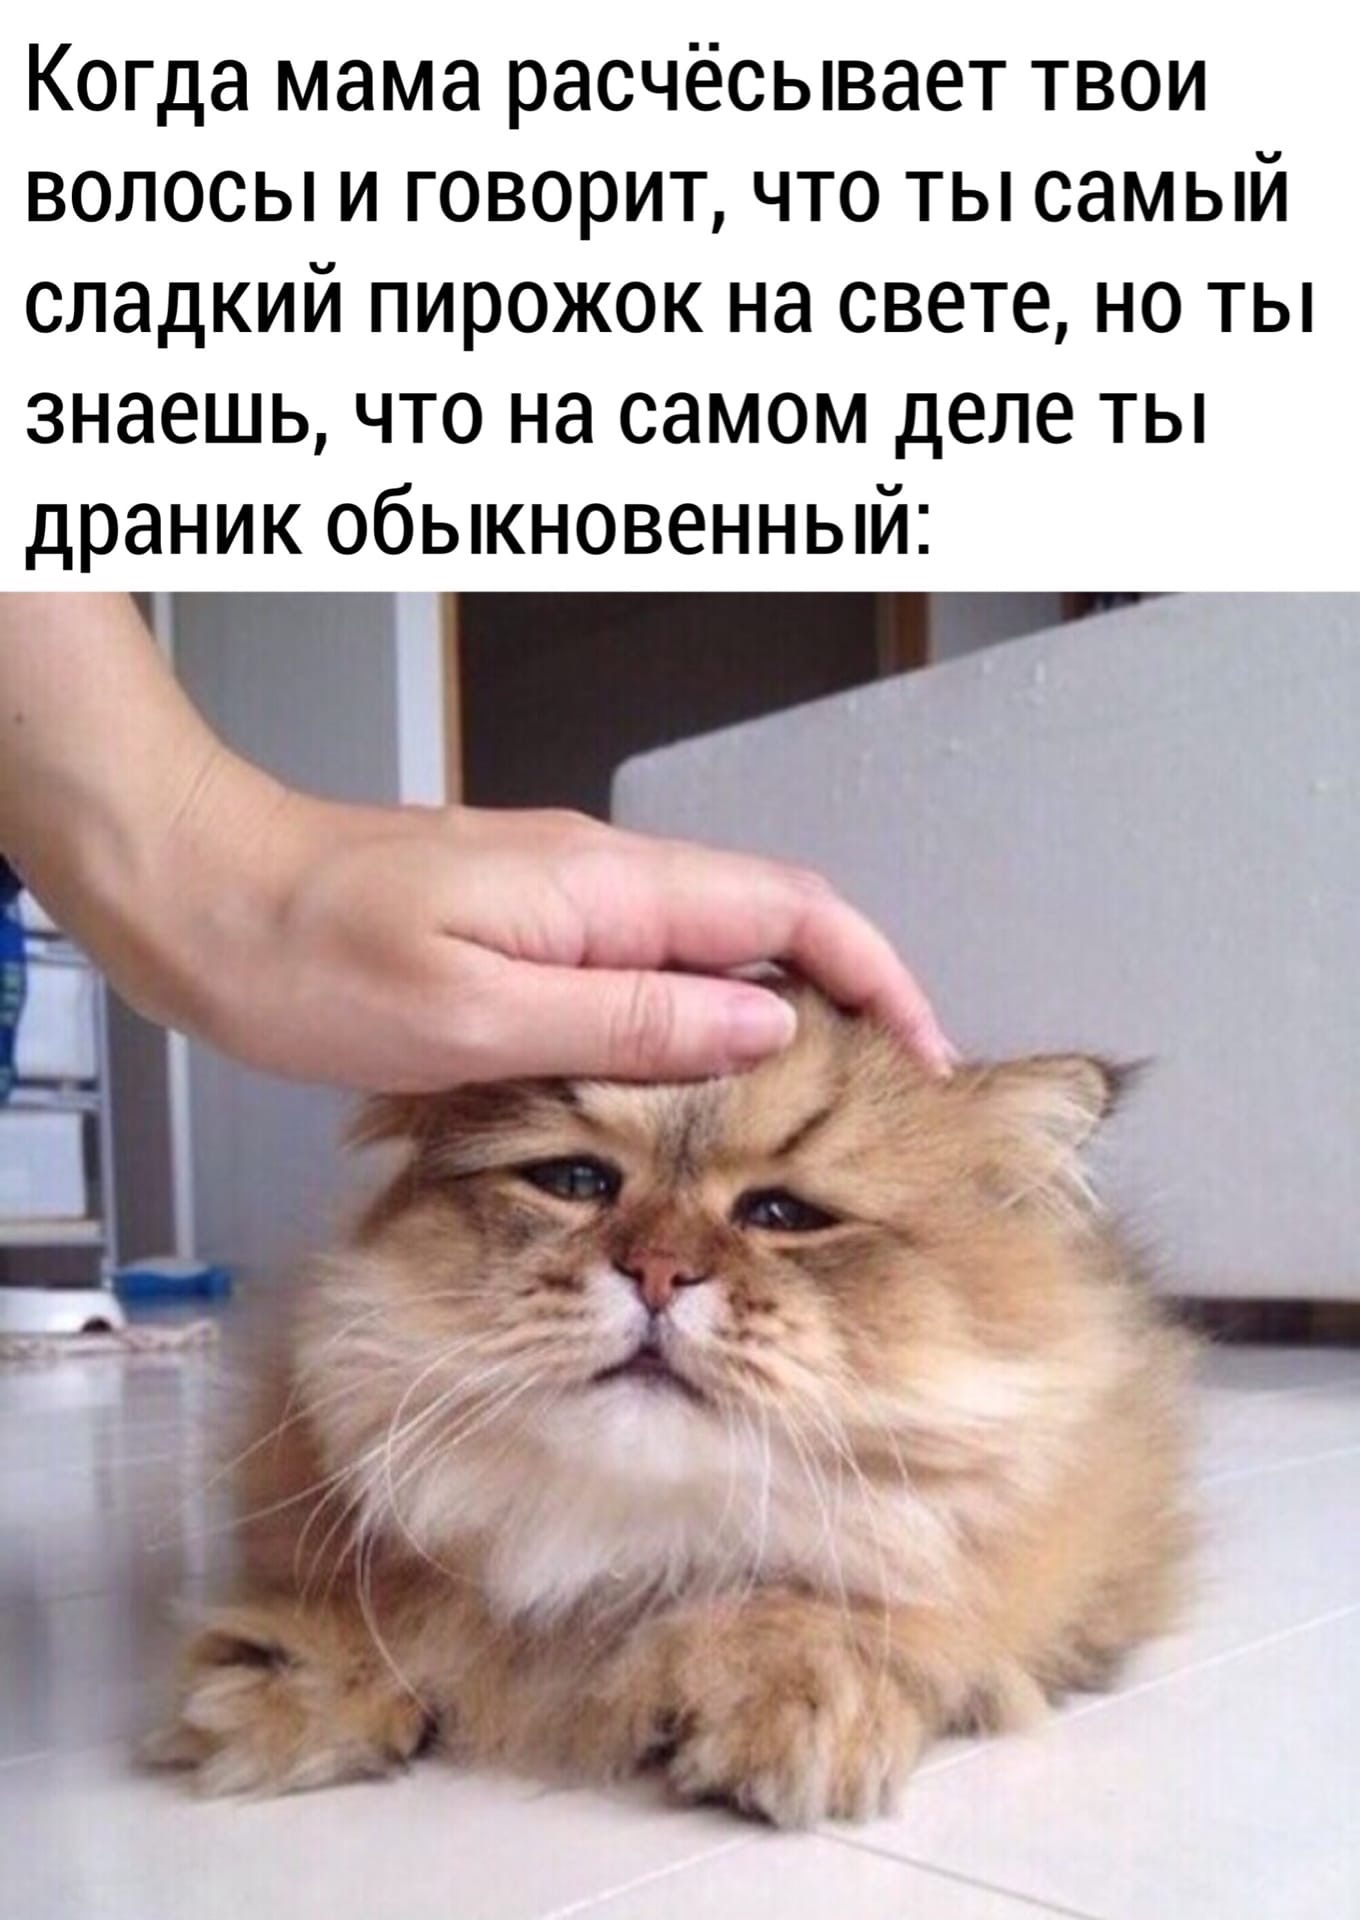 Когда мама расчёсывает твои
волосы и говорит, что ты самый
сладкий пирожок на свете, но ты
знаешь, что на самом деле ты
драник обыкновенный: